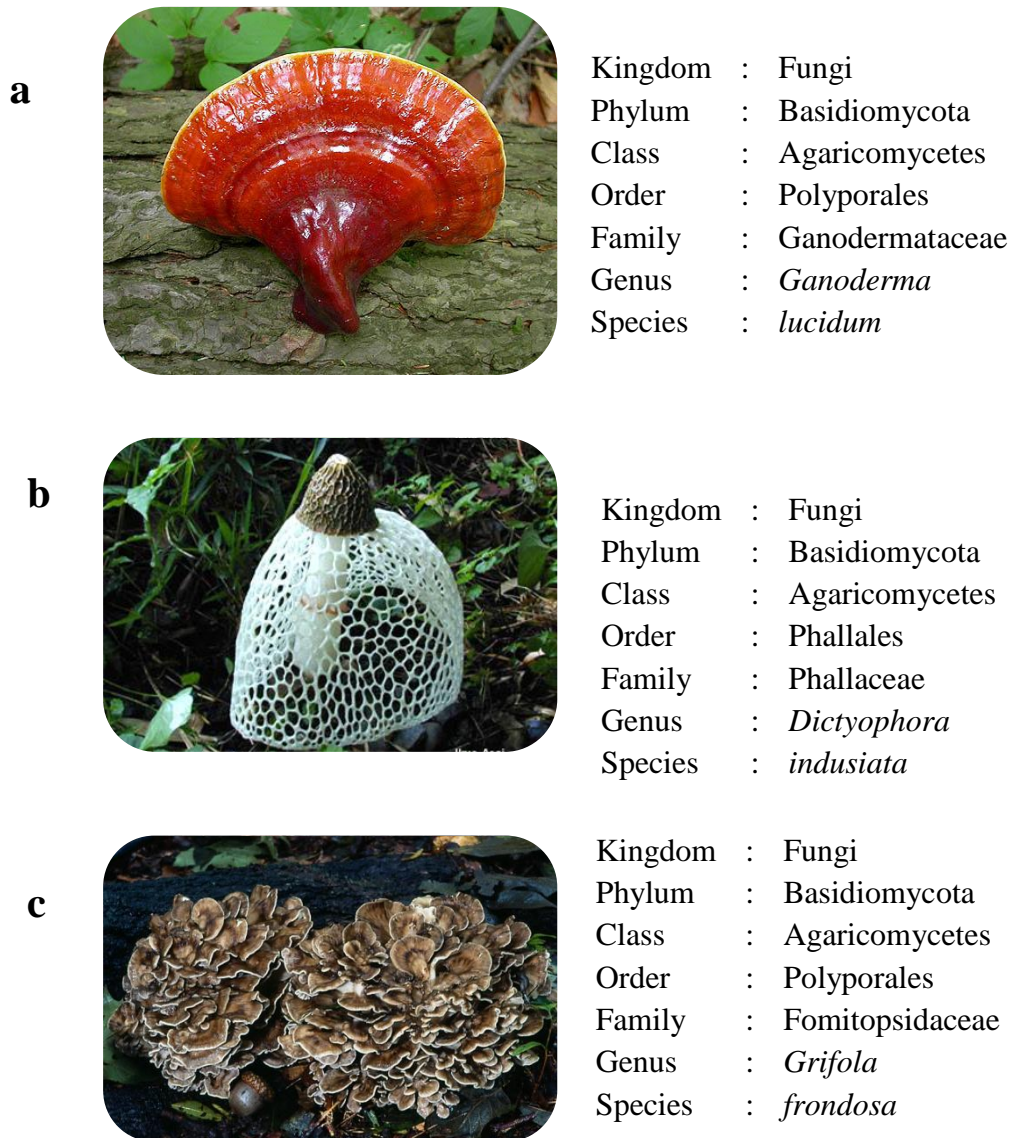 a
Kingdom : Fungi
Phylum : Basidiomycota
Class : Agaricomycetes
Order : Polyporales
Family : Ganodermataceae
Genus : Ganoderma
Species : lucidum
b
Kingdom : Fungi
Phylum : Basidiomycota
Class : Agaricomycetes
Order : Phallales
Family : Phallaceae
Genus : Dictyophora
Species : indusiata
c
Kingdom : Fungi
Phylum : Basidiomycota
Class : Agaricomycetes
Order : Polyporales
Family : Fomitopsidaceae
Genus : Grifola
Species : frondosa